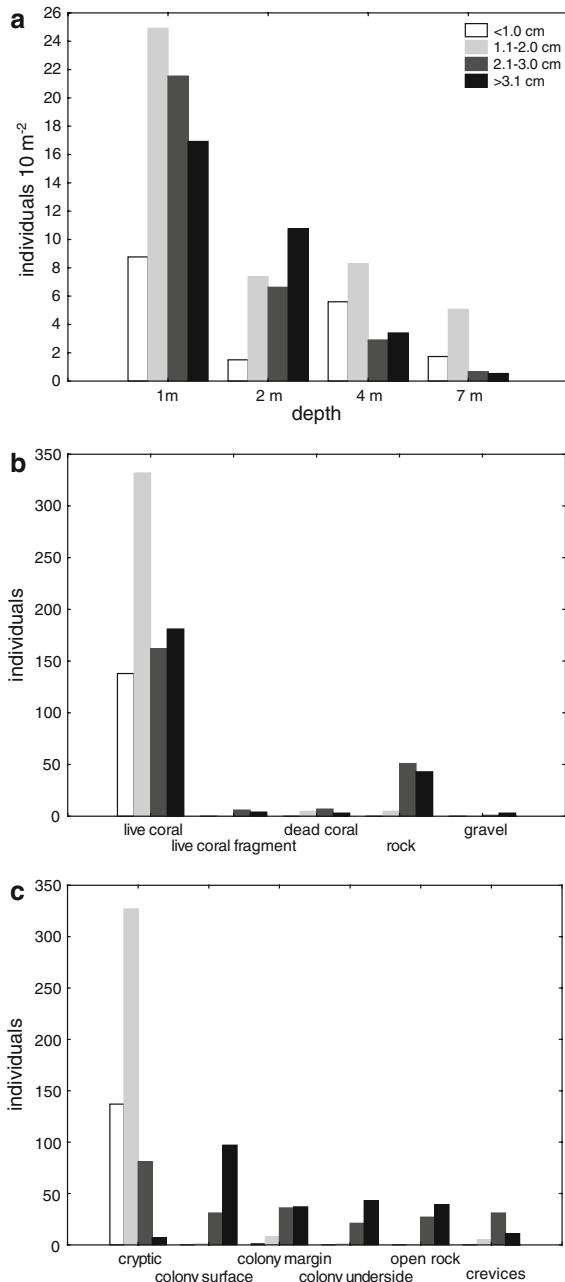 a
<1.0 cm
1.1-2.0 cm
2.1-3.0 cm
>3.1 cm
individuals 10 m-2
26
24
22
20
18
16
14
12
10
8
6
4
2
0
1m
2 m
4 m
7 m
depth
b
individuals
350
300
250
200
150
100
50
0
live coral
live coral fragment
dead coral
rock
gravel
c
individuals
350
300
250
200
150
100
50
0
cryptic
colony surface
colony margin
colony underside
open rock
crevices